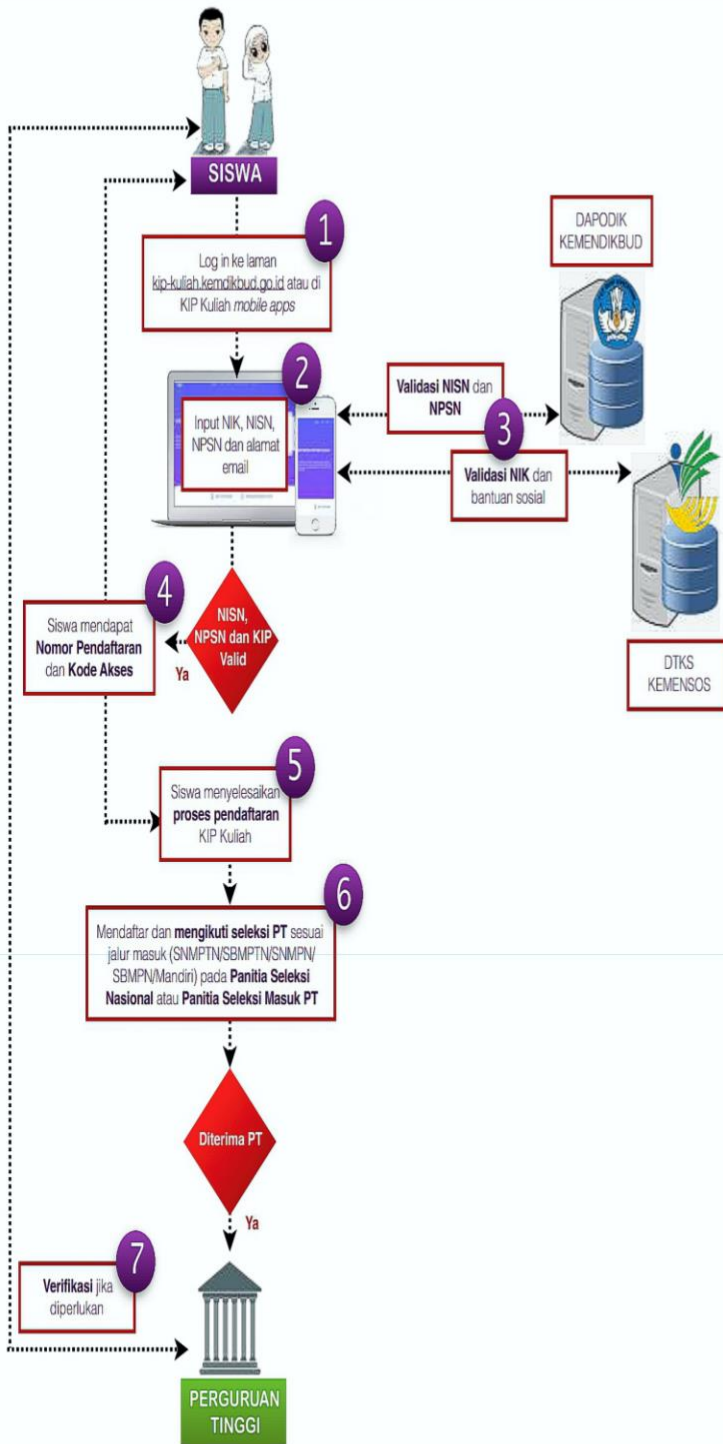 SISWA
1
Log in ke laman
kip-kuliah.kemdikbud.go.id atau di
KIP Kuliah mobile apps
DAPODIK
KEMENDIKBUD
2
Input NIK, NISN,
NPSN dan alamat
email
Validasi NISN dan
NPSN
3
Validasi NIK dan
bantuan sosial
DTKS
KEMENSOS
4
Siswa mendapat
Nomor Pendaftaran
dan Kode Akses
Ya
NISN,
NPSN dan KIP
Valid
5
Siswa menyelesaikan
proses pendaftaran
KIP Kuliah
6
Mendaftar dan mengikuti seleksi PT sesuai
jalur masuk (SNMPTN/SBMPTN/SNMPN/
SBMPN/Mandiri) pada Panitia Seleksi
Nasional atau Panitia Seleksi Masuk PT
Diterima PT
Ya
7
Verifikasi jika
diperlukan
PERGURUAN
TINGGI